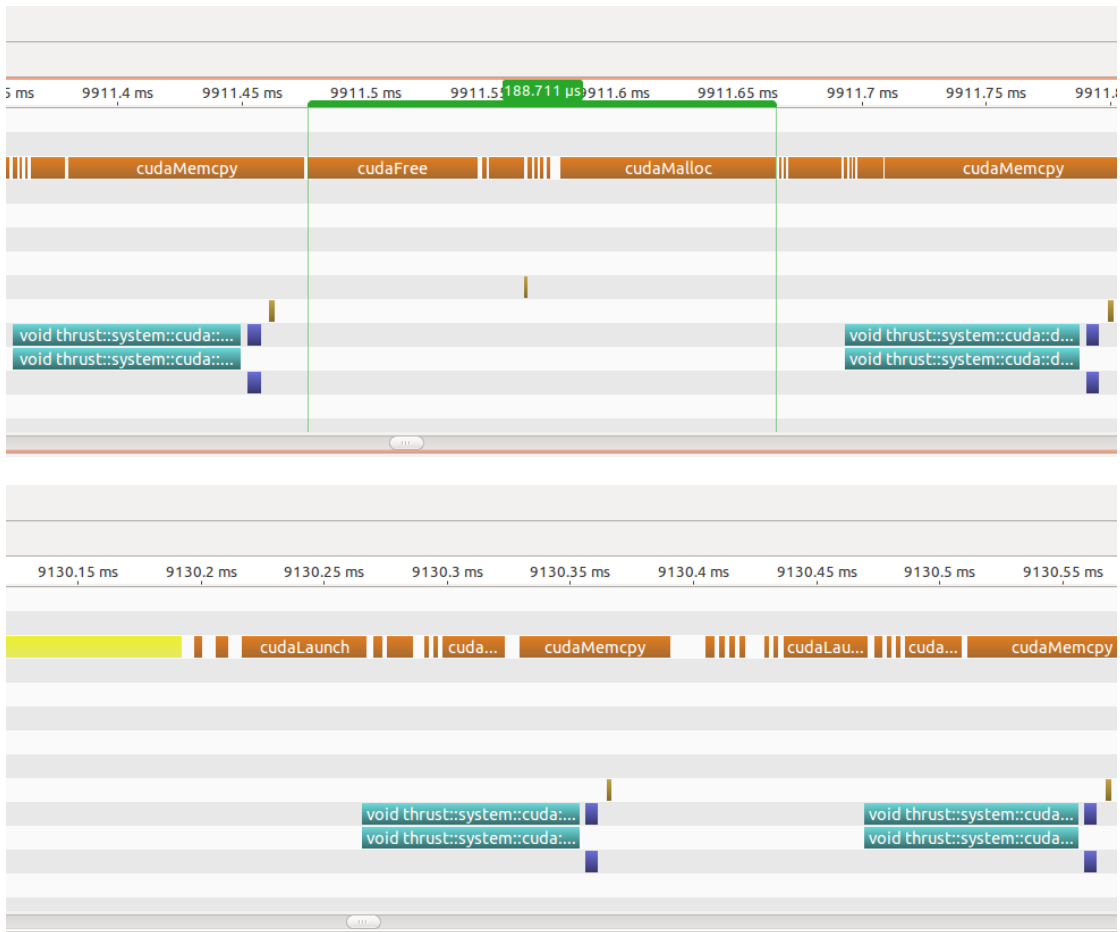 5 ms 9911.4 ms 9911.45 ms 9911.5 ms 9911.5 188.711 µs 9911.6 ms 9911.65 ms 9911.7 ms 9911.75 ms 9911.8
cudaMemcpy cudaFree cudaMalloc cudaMemcpy
void thrust::system::cuda::... void thrust::system::cuda::d...
void thrust::system::cuda::... void thrust::system::cuda::d...
9130.15 ms 9130.2 ms 9130.25 ms 9130.3 ms 9130.35 ms 9130.4 ms 9130.45 ms 9130.5 ms 9130.55 ms
cudaLaunch cuda... cudaMemcpy cudaLau... cuda... cudaMemcpy
void thrust::system::cuda:... void thrust::system::cuda...
void thrust::system::cuda:... void thrust::system::cuda...